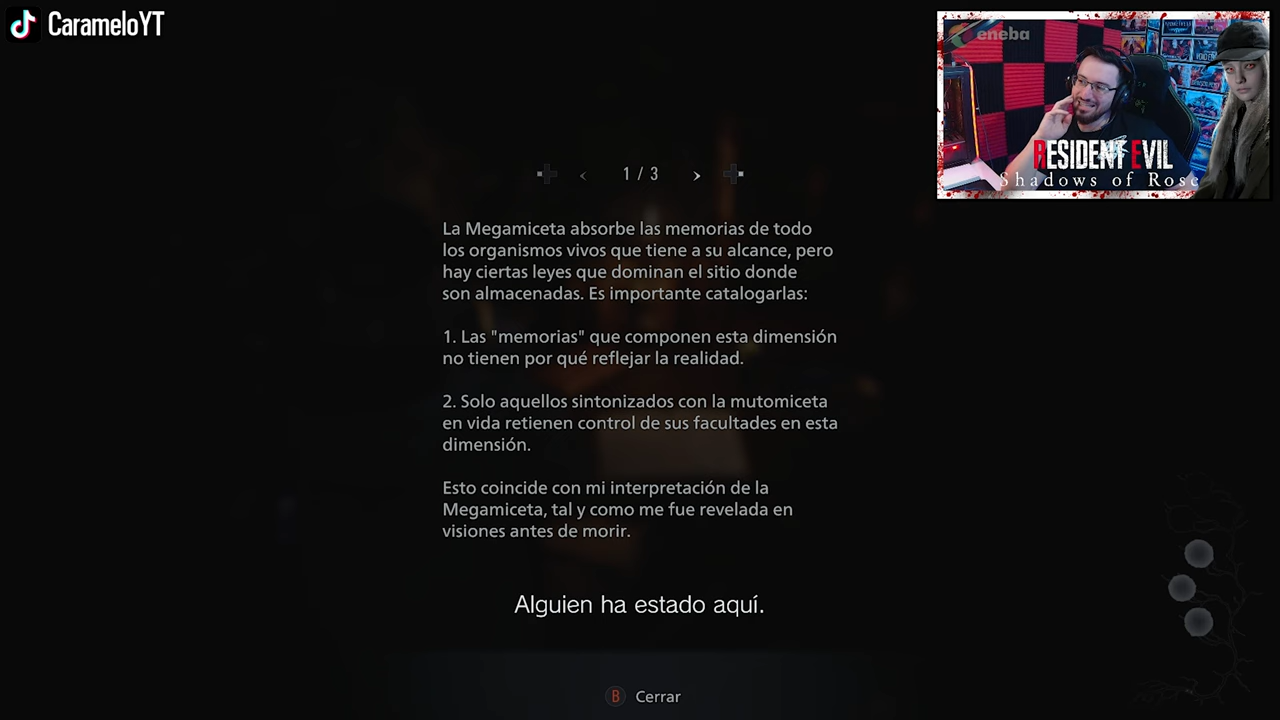 CarameloYT
eneba
RESIDENT EVIL
Shadows of Rose
1 / 3
La Megamiceta absorbe las memorias de todo
los organismos vivos que tiene a su alcance, pero
hay ciertas leyes que dominan el sitio donde
son almacenadas. Es importante catalogarlas:
1. Las "memorias" que componen esta dimensión
no tienen por qué reflejar la realidad.
2. Solo aquellos sintonizados con la mutomiceta
en vida retienen control de sus facultades en esta
dimensión.
Esto coincide con mi interpretación de la
Megamiceta, tal y como me fue revelada en
visiones antes de morir.
Alguien ha estado aquí.
B Cerrar